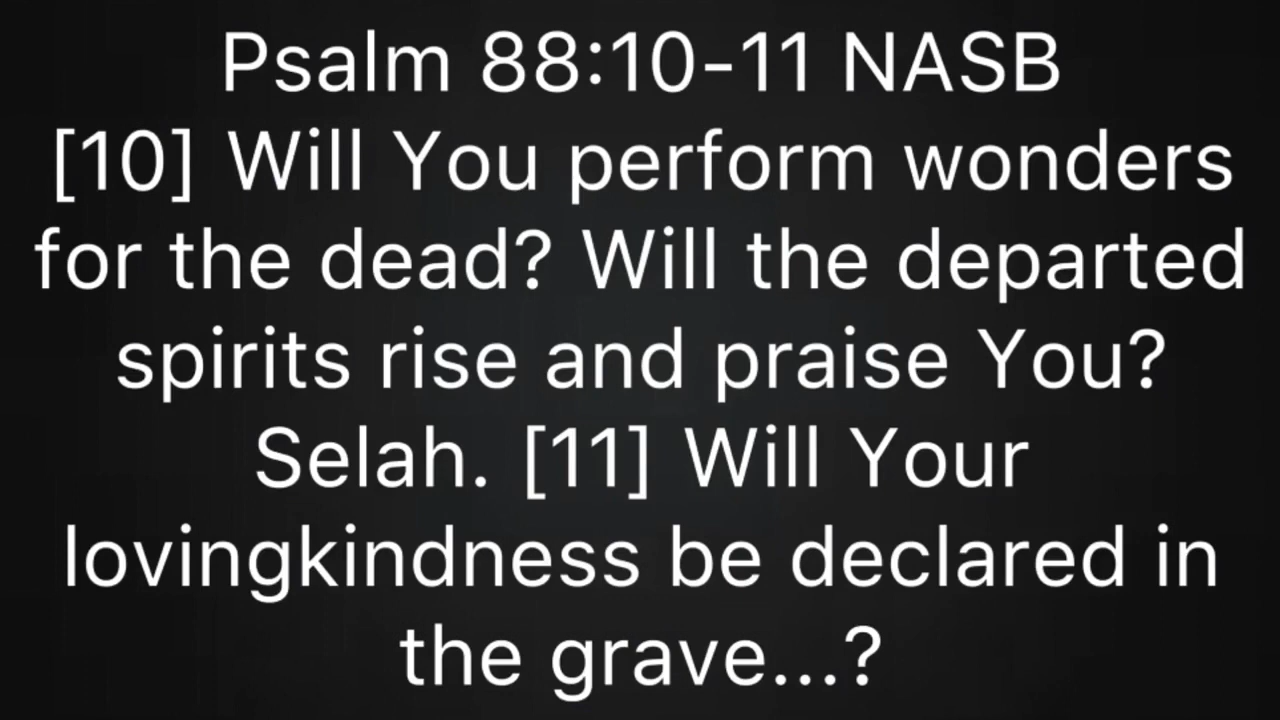 Psalm 88:10-11 NASB
[10] Will You perform wonders
for the dead? Will the departed
spirits rise and praise You?
Selah. [11] Will Your
lovingkindness be declared in
the grave...?